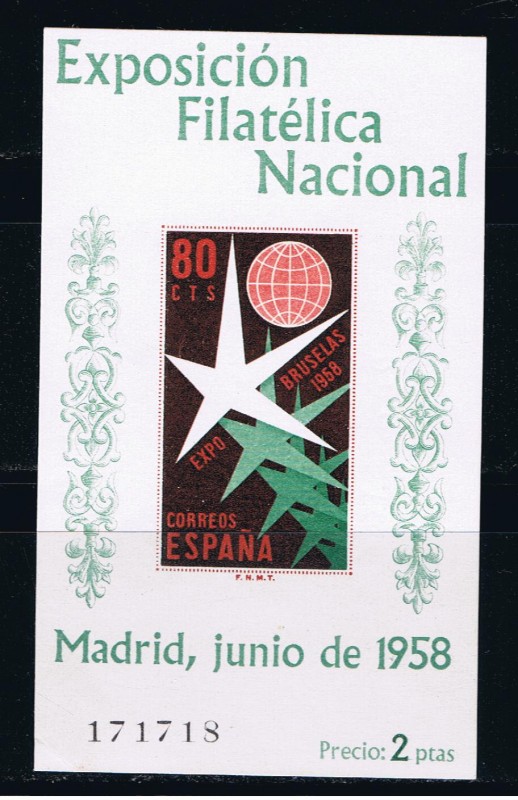 Exposición
Filatélica
Nacional
80
CTS
BRUSELAS
1958
EXPO
CORREOS
ESPAÑA
F.N.M.T.
Madrid, junio de 1958
171718
Precio: 2 ptas